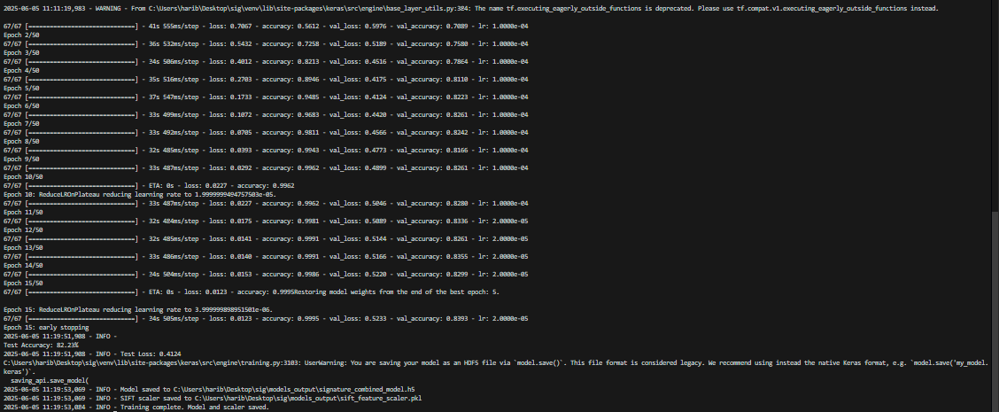 2025-06-05 11:11:19,983 - WARNING - From C:\Users\harib\Desktop\sig\venv\lib\site-packages\keras\src\engine\base_layer_utils.py:384: The name tf.executing_eagerly_outside_functions is deprecated. Please use tf.compat.v1.executing_eagerly_outside_functions instead.
67/67 [==============================] - 41s 555ms/step - loss: 0.7067 - accuracy: 0.5612 - val_loss: 0.5976 - val_accuracy: 0.7089 - lr: 1.0000e-04
Epoch 2/50
67/67 [==============================] - 36s 532ms/step - loss: 0.5432 - accuracy: 0.7258 - val_loss: 0.5189 - val_accuracy: 0.7580 - lr: 1.0000e-04
Epoch 3/50
67/67 [==============================] - 34s 506ms/step - loss: 0.4012 - accuracy: 0.8213 - val_loss: 0.4516 - val_accuracy: 0.7864 - lr: 1.0000e-04
Epoch 4/50
67/67 [==============================] - 35s 516ms/step - loss: 0.2703 - accuracy: 0.8946 - val_loss: 0.4175 - val_accuracy: 0.8110 - lr: 1.0000e-04
Epoch 5/50
67/67 [==============================] - 37s 547ms/step - loss: 0.1733 - accuracy: 0.9485 - val_loss: 0.4124 - val_accuracy: 0.8223 - lr: 1.0000e-04
Epoch 6/50
67/67 [==============================] - 33s 499ms/step - loss: 0.1072 - accuracy: 0.9683 - val_loss: 0.4420 - val_accuracy: 0.8261 - lr: 1.0000e-04
Epoch 7/50
67/67 [==============================] - 33s 492ms/step - loss: 0.0705 - accuracy: 0.9811 - val_loss: 0.4566 - val_accuracy: 0.8242 - lr: 1.0000e-04
Epoch 8/50
67/67 [==============================] - 32s 485ms/step - loss: 0.0393 - accuracy: 0.9943 - val_loss: 0.4773 - val_accuracy: 0.8166 - lr: 1.0000e-04
Epoch 9/50
67/67 [==============================] - 33s 487ms/step - loss: 0.0292 - accuracy: 0.9962 - val_loss: 0.4899 - val_accuracy: 0.8261 - lr: 1.0000e-04
Epoch 10/50
67/67 [==============================] - ETA: 0s - loss: 0.0227 - accuracy: 0.9962
Epoch 10: ReduceLROnPlateau reducing learning rate to 1.9999999494757503e-05.
67/67 [==============================] - 33s 487ms/step - loss: 0.0227 - accuracy: 0.9962 - val_loss: 0.5046 - val_accuracy: 0.8280 - lr: 1.0000e-04
Epoch 11/50
67/67 [==============================] - 32s 484ms/step - loss: 0.0175 - accuracy: 0.9981 - val_loss: 0.5089 - val_accuracy: 0.8336 - lr: 2.0000e-05
Epoch 12/50
67/67 [==============================] - 32s 485ms/step - loss: 0.0141 - accuracy: 0.9991 - val_loss: 0.5144 - val_accuracy: 0.8261 - lr: 2.0000e-05
Epoch 13/50
67/67 [==============================] - 33s 486ms/step - loss: 0.0140 - accuracy: 0.9991 - val_loss: 0.5166 - val_accuracy: 0.8355 - lr: 2.0000e-05
Epoch 14/50
67/67 [==============================] - 34s 504ms/step - loss: 0.0153 - accuracy: 0.9986 - val_loss: 0.5220 - val_accuracy: 0.8299 - lr: 2.0000e-05
Epoch 15/50
67/67 [==============================] - ETA: 0s - loss: 0.0123 - accuracy: 0.9995Restoring model weights from the end of the best epoch: 5.
Epoch 15: ReduceLROnPlateau reducing learning rate to 3.999999898951501e-06.
67/67 [==============================] - 34s 505ms/step - loss: 0.0123 - accuracy: 0.9995 - val_loss: 0.5233 - val_accuracy: 0.8393 - lr: 2.0000e-05
Epoch 15: early stopping
2025-06-05 11:19:51,908 - INFO -
Test Accuracy: 82.23%
2025-06-05 11:19:51,908 - INFO - Test Loss: 0.4124
C:\Users\harib\Desktop\sig\venv\lib\site-packages\keras\src\engine\training.py:3103: UserWarning: You are saving your model as an HDF5 file via `model.save()`. This file format is considered legacy. We recommend using instead the native Keras format, e.g. `model.save('my_model.
keras')`.
saving_api.save_model(
2025-06-05 11:19:53,069 - INFO - Model saved to C:\Users\harib\Desktop\sig\models_output\signature_combined_model.h5
2025-06-05 11:19:53,069 - INFO - SIFT scaler saved to C:\Users\harib\Desktop\sig\models_output\sift_feature_scaler.pkl
2025-06-05 11:19:53,084 - INFO - Training complete. Model and scaler saved.